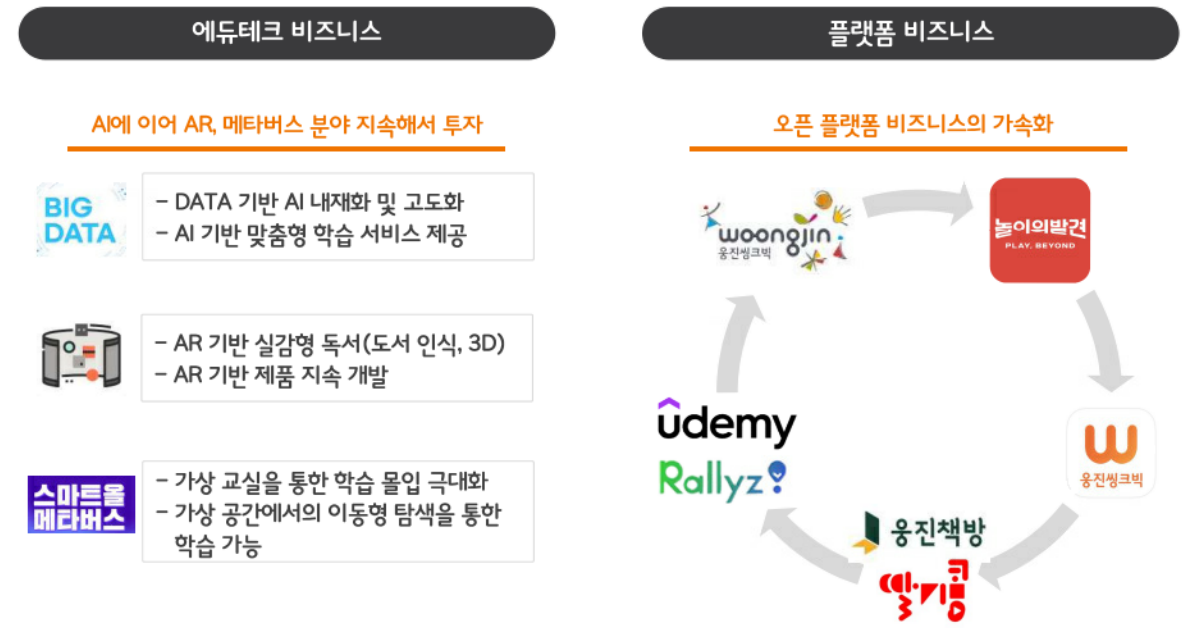 에듀테크 비즈니스
AI에 이어 AR, 메타버스 분야 지속해서 투자
BIG
DATA
- DATA 기반 AI 내재화 및 고도화
- AI 기반 맞춤형 학습 서비스 제공
- AR 기반 실감형 독서(도서 인식, 3D)
- AR 기반 제품 지속 개발
스마트올
메타버스
- 가상 교실을 통한 학습 몰입 극대화
- 가상 공간에서의 이동형 탐색을 통한
학습 가능
플랫폼 비즈니스
오픈 플랫폼 비즈니스의 가속화
woongjin
웅진씽크빅
놀이의발견
PLAY, BEYOND
w
웅진씽크빅
웅진책방
딸기콩
udemy
Rallyz